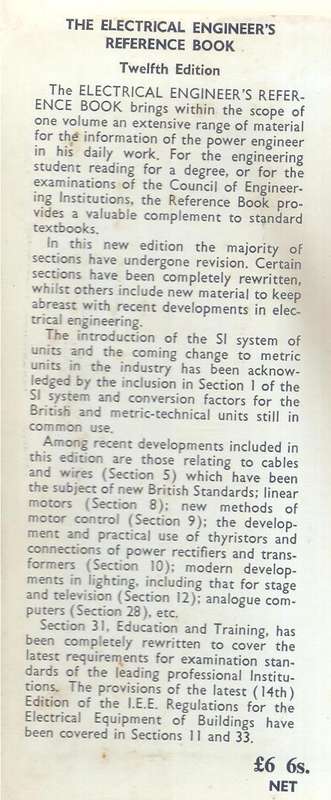 THE ELECTRICAL ENGINEER'S
REFERENCE BOOK
Twelfth Edition
The ELECTRICAL ENGINEER'S REFER-
ENCE BOOK brings within the scope of
one volume an extensive range of material
for the information of the power engineer
in his daily work. For the engineering
student reading for a degree, or for the
examinations of the Council of Engineer-
ing Institutions, the Reference Book pro-
vides a valuable complement to standard
textbooks.
In this new edition the majority of
sections have undergone revision. Certain
sections have been completely rewritten,
whilst others include new material to keep
abreast with recent developments in elec-
trical engineering.
The introduction of the SI system of
units and the coming change to metric
units in the industry has been acknow-
ledged by the inclusion in Section 1 of the
SI system and conversion factors for the
British and metric-technical units still in
common use.
Among recent developments included in
this edition are those relating to cables
and wires (Section 5) which have been
the subject of new British Standards; linear
motors (Section 8); new methods of
motor control (Section 9); the develop-
ment and practical use of thyristors and
connections of power rectifiers and trans-
formers (Section 10); modern develop-
ments in lighting, including that for stage
and television (Section 12); analogue com-
puters (Section 28), etc.
Section 31, Education and Training, has
been completely rewritten to cover the
latest requirements for examination stan-
dards of the leading professional Institu-
tions. The provisions of the latest (14th)
Edition of the I.E.E. Regulations for the
Electrical Equipment of Buildings have
been covered in Sections 11 and 33.
£6 6s.
NET